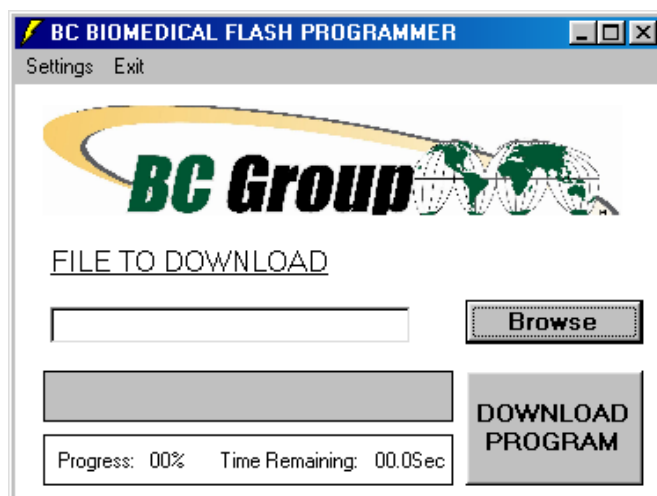 BC BIOMEDICAL FLASH PROGRAMMER
Settings Exit
BC Group
FILE TO DOWNLOAD
Browse
DOWNLOAD
PROGRAM
Progress: 00% Time Remaining: 00.0Sec